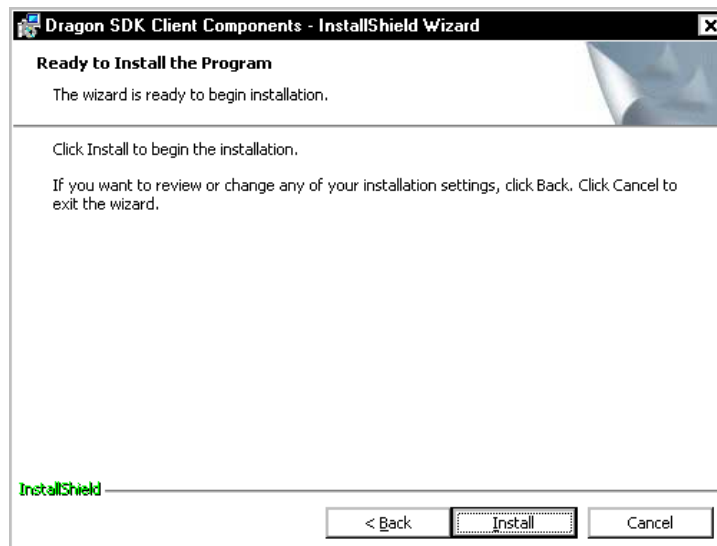 Dragon SDK Client Components - InstallShield Wizard
Ready to Install the Program
The wizard is ready to begin installation.
Click Install to begin the installation.
If you want to review or change any of your installation settings, click Back. Click Cancel to
exit the wizard.
InstallShield
< Back
Install
Cancel